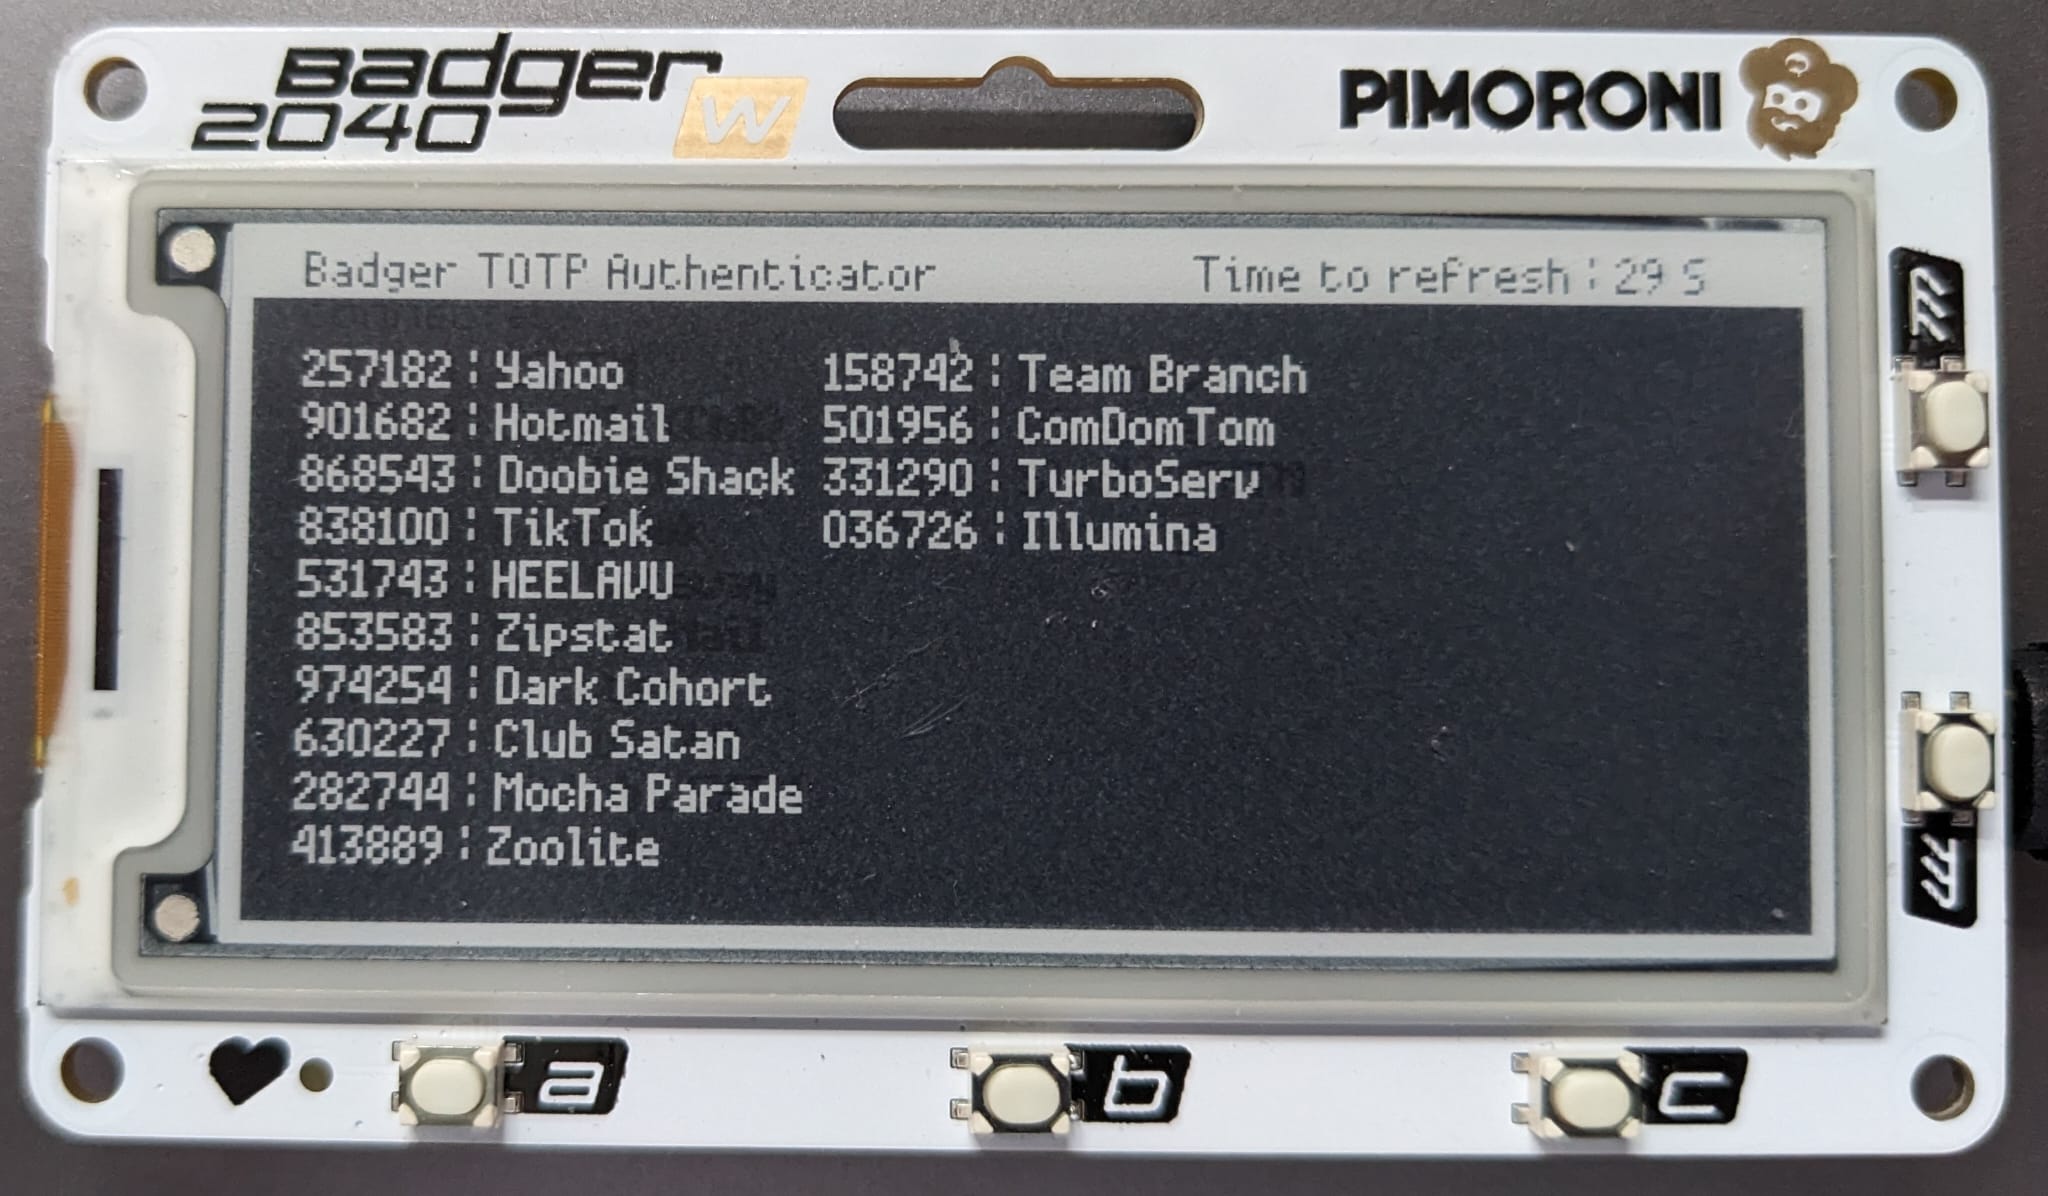 Badger
2040 W
PIMORONI
Badger TOTP Authenticator
Time to refresh: 29 S
257182: Yahoo
901682: Hotmail
868543: Doobie Shack
838100: TikTok
531743: HEELAVU
853583: Zipstat
974254: Dark Cohort
630227: Club Satan
282744: Mocha Parade
413889: Zoolite
158742: Team Branch
501956: ComDomTom
331290: TurboServ
036726: Illumina
a
b
c